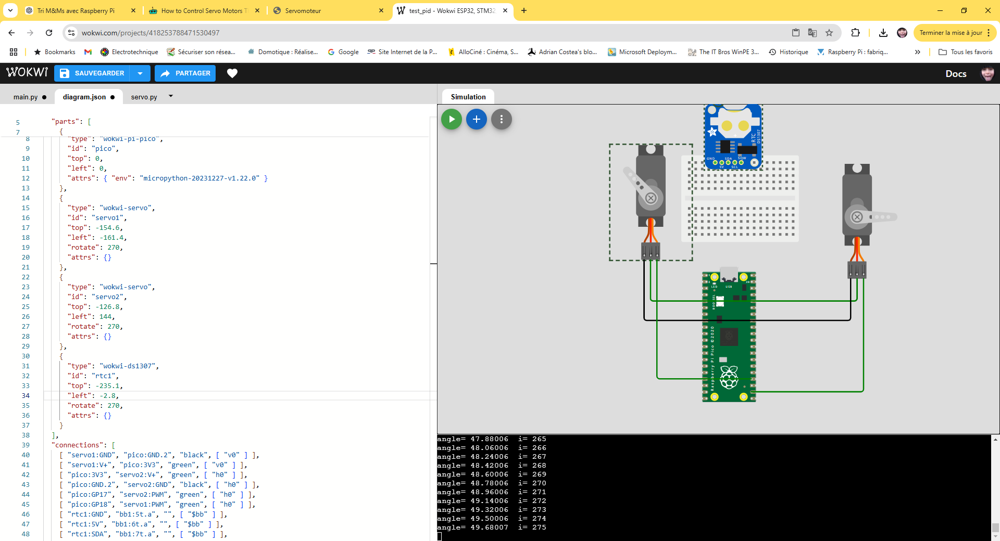 Tri M&Ms avec Raspberry Pi
How to Control Servo Motors T
Servomoteur
test_pid - Wokwi ESP32, STM32,
wokwi.com/projects/418253788471530497
Terminer la mise à jour
Bookmarks
Electrotechnique
Sécuriser son résea...
Domotique : Réalise...
Google
Site Internet de la P...
AlloCiné : Cinéma, S...
Adrian Costea's blo...
Microsoft Deploym...
The IT Bros WinPE 3...
Historique
Raspberry Pi : fabriq...
Tous les favoris
WOKWI
SAUVEGARDER
PARTAGER
Docs
main.py
diagram.json
servo.py
Simulation
5 "parts": [
7 {
8 "type": "wokwi-pi-pico",
9 "id": "pico",
10 "top": 0,
11 "left": 0,
12 "attrs": { "env": "micropython-20231227-v1.22.0" }
13 },
14 {
15 "type": "wokwi-servo",
16 "id": "servo1",
17 "top": -154.6,
18 "left": -161.4,
19 "rotate": 270,
20 "attrs": {}
21 },
22 {
23 "type": "wokwi-servo",
24 "id": "servo2",
25 "top": -126.8,
26 "left": 144,
27 "rotate": 270,
28 "attrs": {}
29 },
30 {
31 "type": "wokwi-ds1307",
32 "id": "rtc1",
33 "top": -235.1,
34 "left": -2.8,
35 "rotate": 270,
36 "attrs": {}
37 }
38 ],
39 "connections": [
40 [ "servo1:GND", "pico:GND.2", "black", [ "v0" ] ],
41 [ "servo1:V+", "pico:3V3", "green", [ "v0" ] ],
42 [ "pico:3V3", "servo2:V+", "green", [ "h0" ] ],
43 [ "pico:GND.2", "servo2:GND", "black", [ "h0" ] ],
44 [ "pico:GP17", "servo2:PWM", "green", [ "h0" ] ],
45 [ "pico:GP18", "servo1:PWM", "green", [ "h0" ] ],
46 [ "rtc1:GND", "bb1:5t.a", "", [ "$bb" ] ],
47 [ "rtc1:5V", "bb1:6t.a", "", [ "$bb" ] ],
48 [ "rtc1:SDA", "bb1:7t.a", "", [ "$bb" ] ],
RTC
DS1307
GND
SDA
SQW
5V
SCL
LED
USB
BOOTSEL
1
2
39
Raspberry Pi Pico ©2020
angle= 47.88006 i= 265
angle= 48.06006 i= 266
angle= 48.24006 i= 267
angle= 48.42006 i= 268
angle= 48.60006 i= 269
angle= 48.78006 i= 270
angle= 48.96006 i= 271
angle= 49.14006 i= 272
angle= 49.32006 i= 273
angle= 49.50006 i= 274
angle= 49.68007 i= 275